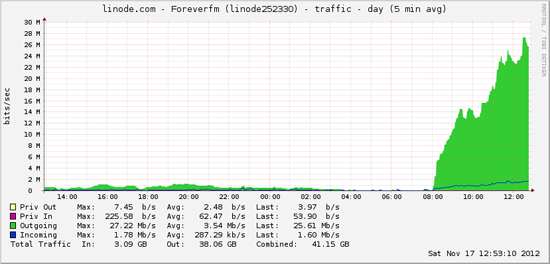 linode.com - Foreverfm (linode252330) - traffic - day (5 min avg)
RRDTOOL / TOBI OETIKER
bits/sec
30 M
28 M
26 M
24 M
22 M
20 M
18 M
16 M
14 M
12 M
10 M
8 M
6 M
4 M
2 M
0
14:00 16:00 18:00 20:00 22:00 00:00 02:00 04:00 06:00 08:00 10:00 12:00
Priv Out Max: 7.45 b/s Avg: 2.48 b/s Last: 3.97 b/s
Priv In Max: 225.58 b/s Avg: 62.47 b/s Last: 53.90 b/s
Outgoing Max: 27.22 Mb/s Avg: 3.54 Mb/s Last: 25.61 Mb/s
Incoming Max: 1.78 Mb/s Avg: 287.29 kb/s Last: 1.60 Mb/s
Total Traffic In: 3.09 GB Out: 38.06 GB Combined: 41.15 GB
Sat Nov 17 12:53:10 2012